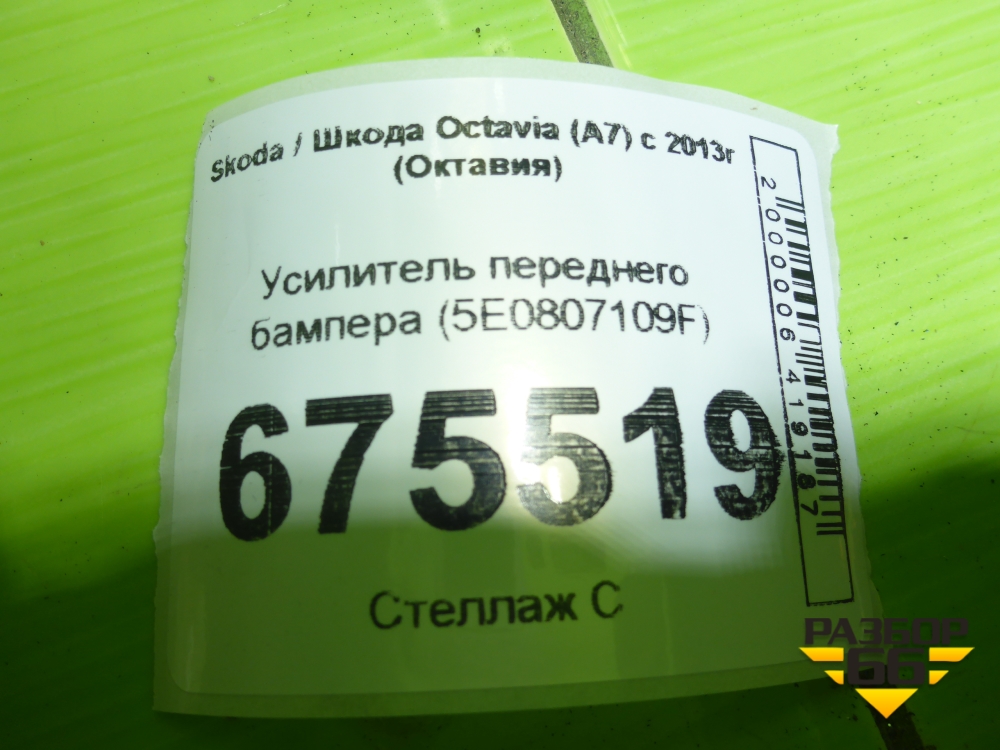 Skoda / Шкода Octavia (A7) с 2013г
(Октавия)
Усилитель переднего
бампера (5E0807109F)
675519
Стеллаж С
2000006419187
РАЗБОР
66